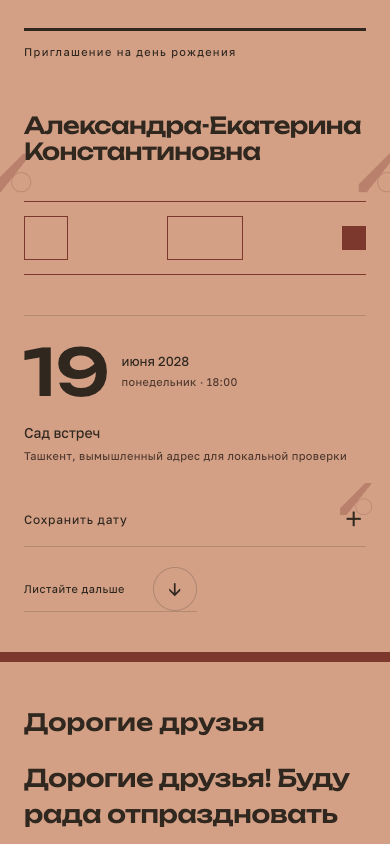 Приглашение на день рождения
Александра-Екатерина
Константиновна
19
июня 2028
понедельник · 18:00
Сад встреч
Ташкент, вымышленный адрес для локальной проверки
Сохранить дату +
Листайте дальше ↓
Дорогие друзья
Дорогие друзья! Буду
рада отпраздновать